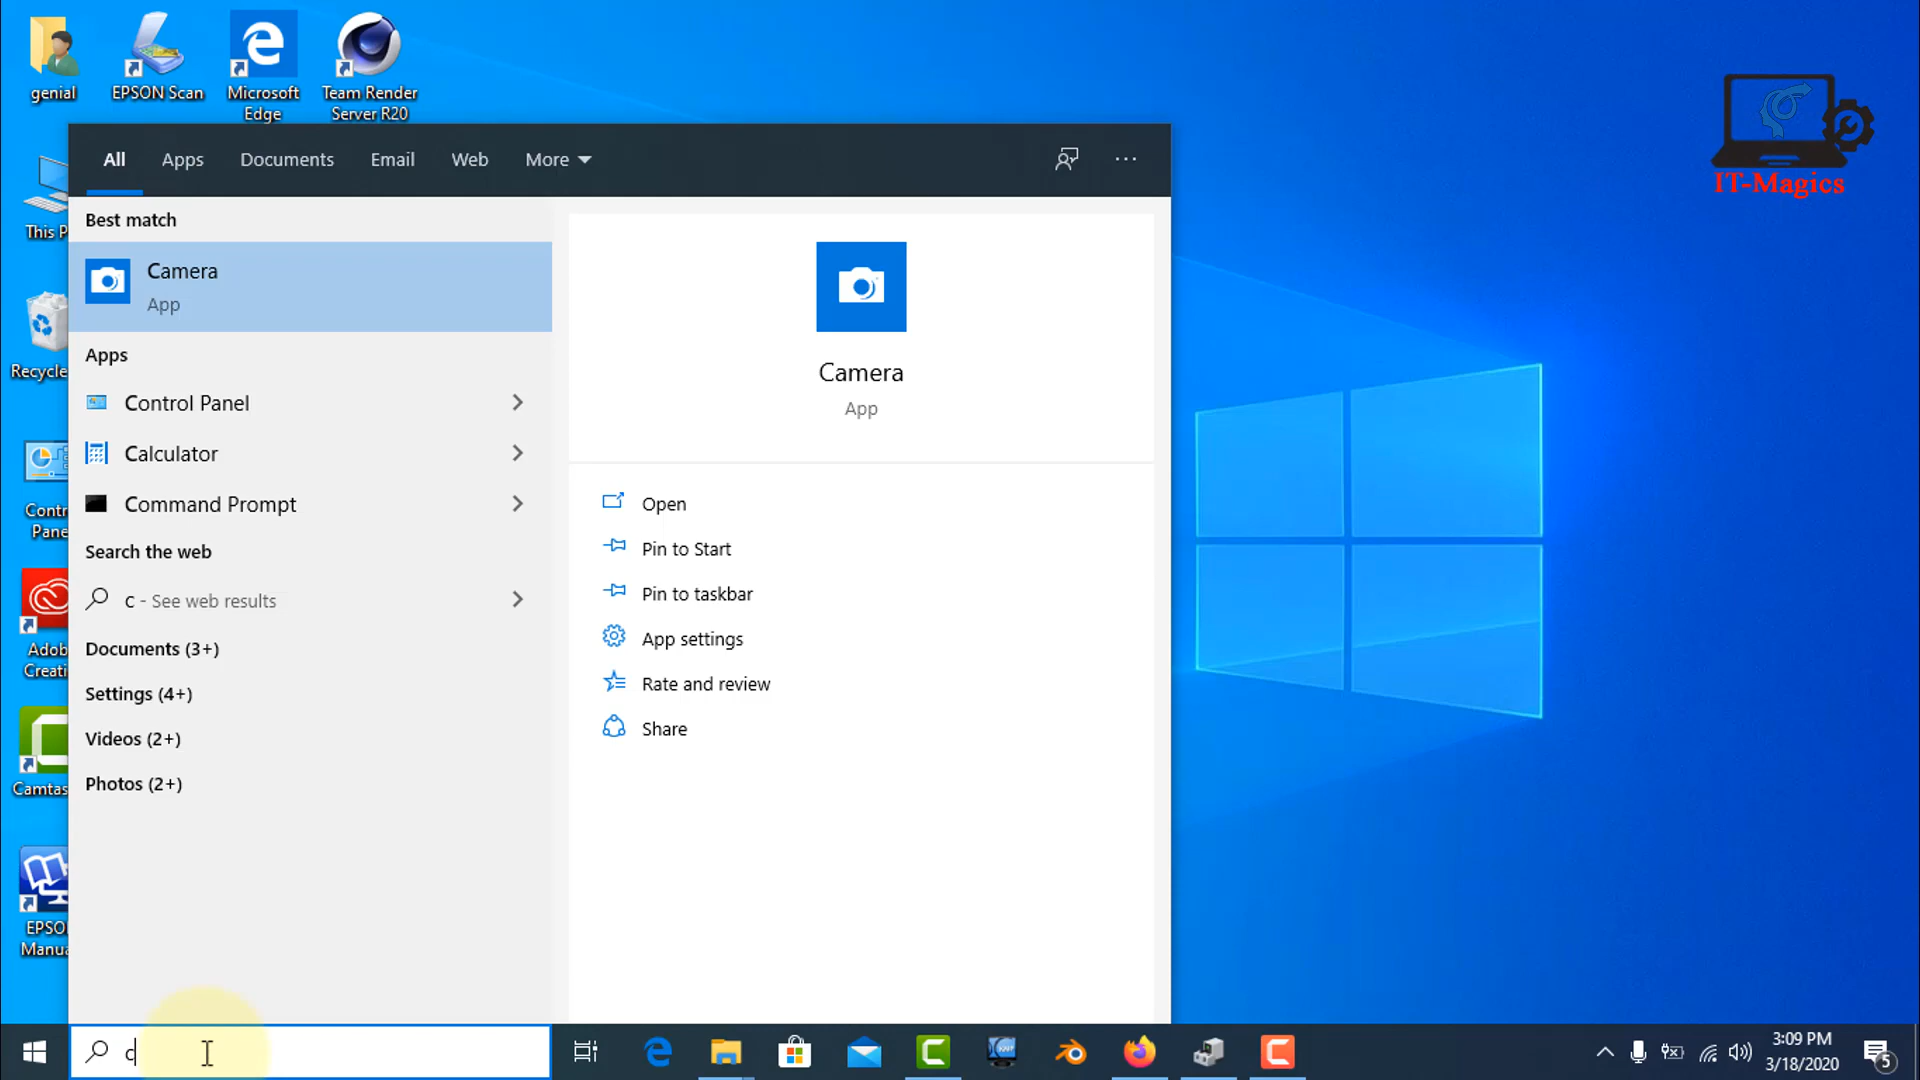 genial
EPSON Scan
Microsoft
Edge
Team Render
Server R20
IT-Magics
All
Apps
Documents
Email
Web
More
Best match
Camera
App
Apps
Control Panel
Calculator
Command Prompt
Search the web
c - See web results
Documents (3+)
Settings (4+)
Videos (2+)
Photos (2+)
Camera
App
Open
Pin to Start
Pin to taskbar
App settings
Rate and review
Share
This P
Recycle
Contr
Pane
Adob
Creati
Camtas
EPSO
Manua
c
3:09 PM
3/18/2020
5